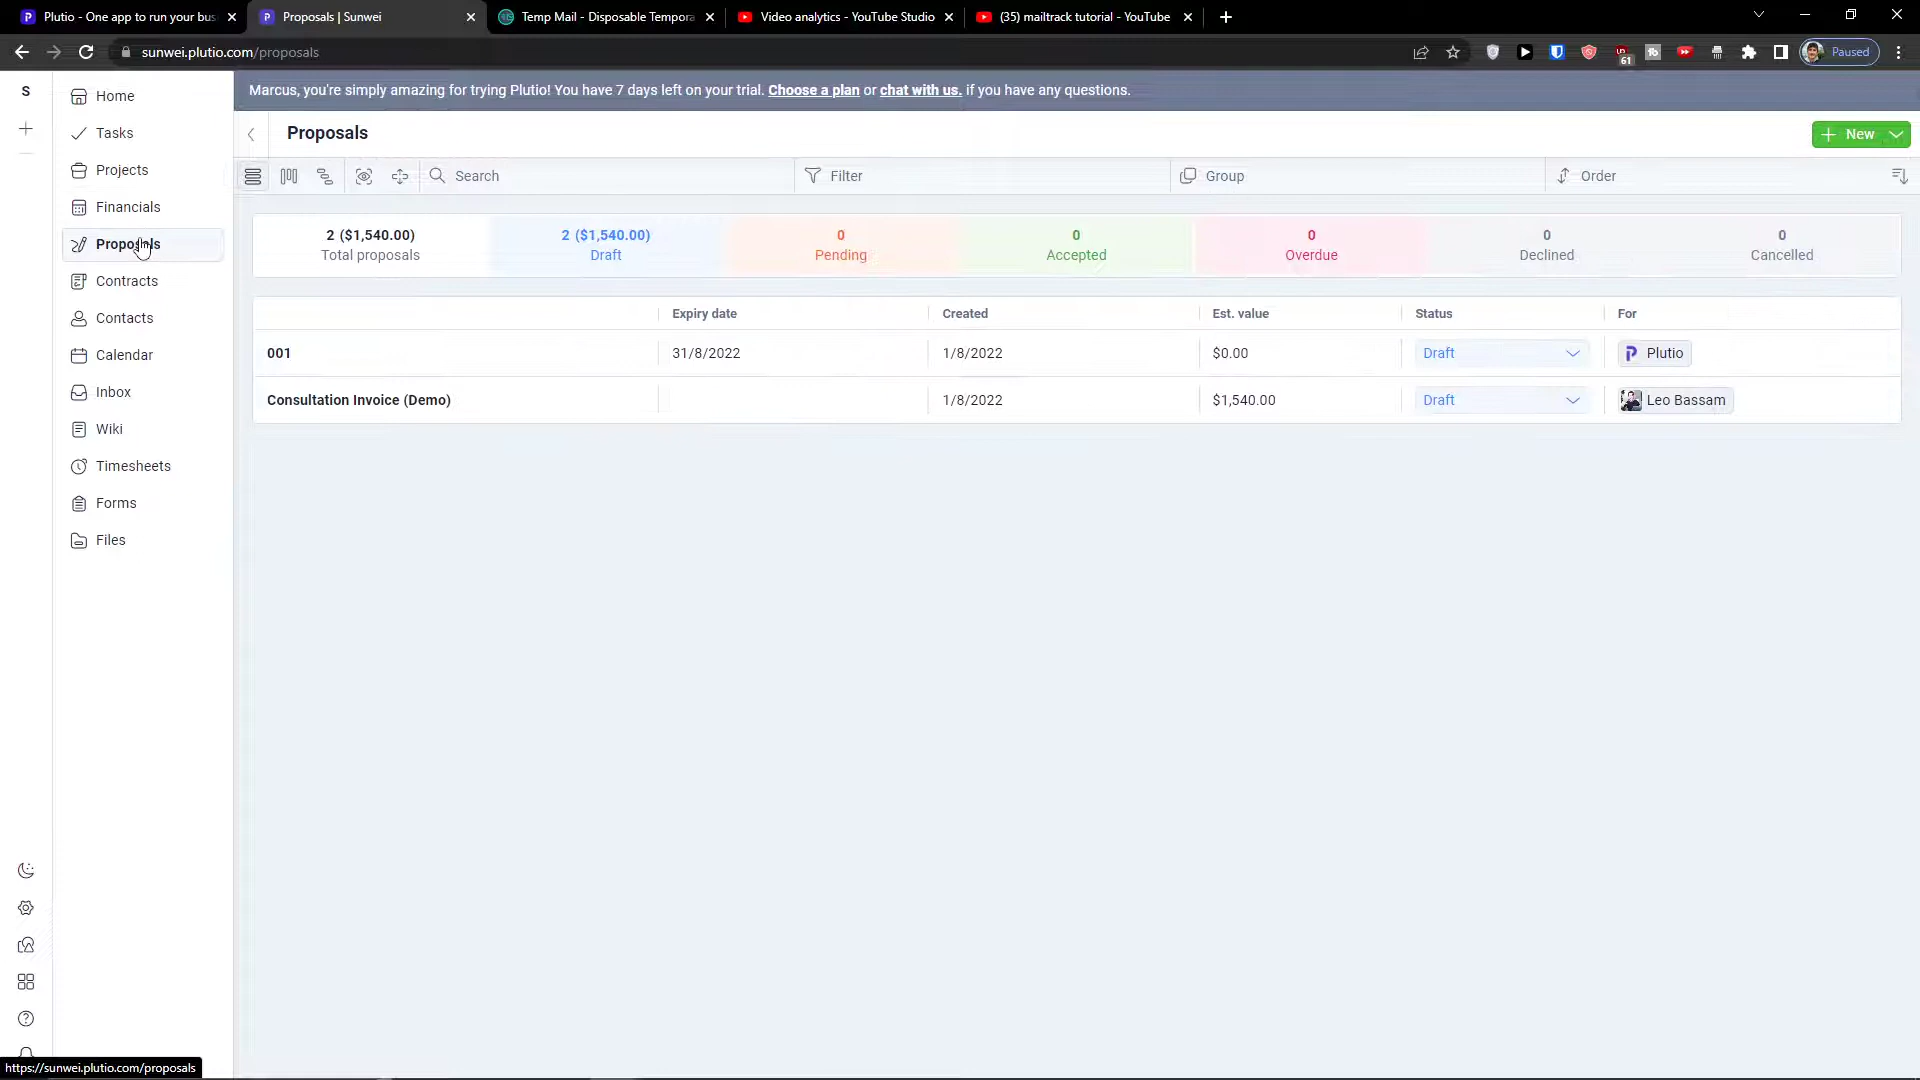 Plutio - One app to run your bus
Proposals | Sunwei
Temp Mail - Disposable Tempora
Video analytics - YouTube Studio
(35) mailtrack tutorial - YouTube
sunwei.plutio.com/proposals
61
Paused
S
Home
Tasks
Projects
Financials
Proposals
Contracts
Contacts
Calendar
Inbox
Wiki
Timesheets
Forms
Files
Marcus, you're simply amazing for trying Plutio! You have 7 days left on your trial. Choose a plan or chat with us. if you have any questions.
Proposals
New
Search
Filter
Group
Order
2 ($1,540.00)
Total proposals
2 ($1,540.00)
Draft
0
Pending
0
Accepted
0
Overdue
0
Declined
0
Cancelled
Expiry date
Created
Est. value
Status
For
001
31/8/2022
1/8/2022
$0.00
Draft
Plutio
Consultation Invoice (Demo)
1/8/2022
$1,540.00
Draft
Leo Bassam
https://sunwei.plutio.com/proposals